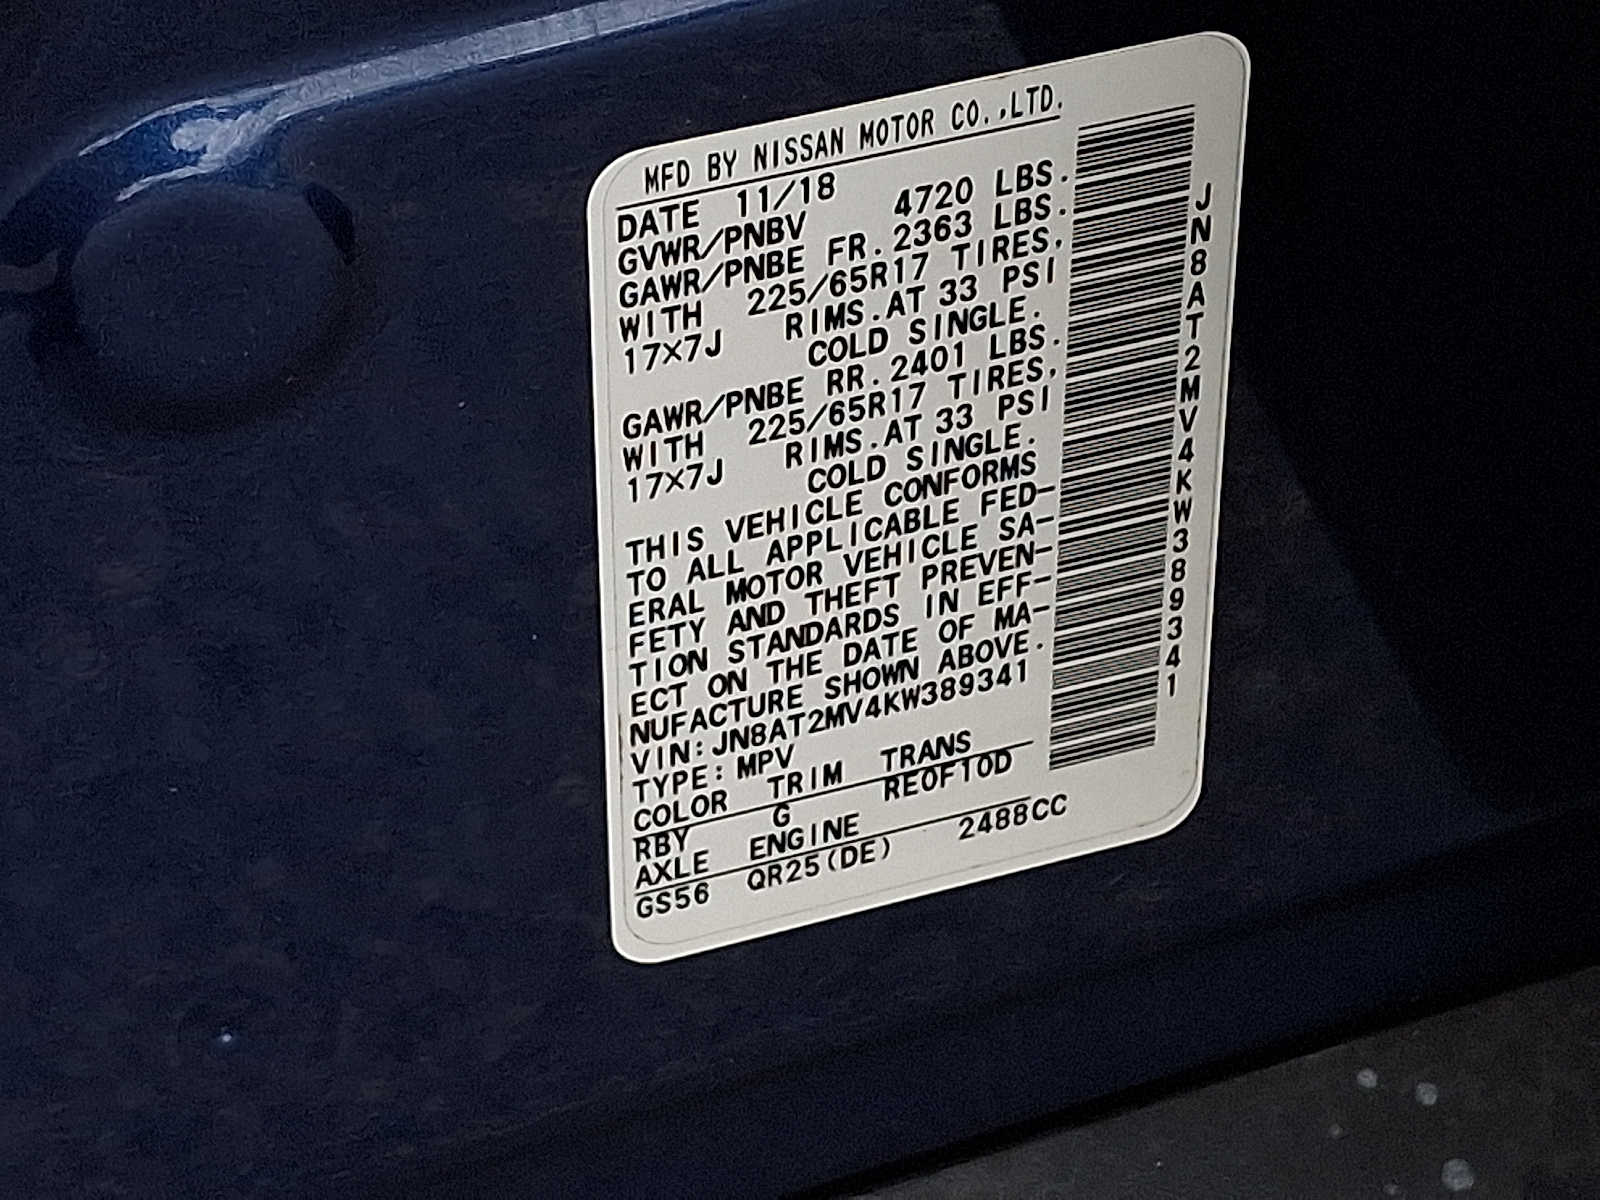 MFD BY NISSAN MOTOR CO.,LTD.
DATE 11/18
GVWR/PNBV 4720 LBS.
GAWR/PNBE FR. 2363 LBS.
WITH 225/65R17 TIRES,
17×7J RIMS.AT 33 PSI
COLD SINGLE.
GAWR/PNBE RR. 2401 LBS.
WITH 225/65R17 TIRES,
17×7J RIMS.AT 33 PSI
COLD SINGLE.
THIS VEHICLE CONFORMS
TO ALL APPLICABLE FED-
ERAL MOTOR VEHICLE SA-
FETY AND THEFT PREVEN-
TION STANDARDS IN EFF-
ECT ON THE DATE OF MA-
NUFACTURE SHOWN ABOVE.
VIN: JN8AT2MV4KW389341
TYPE: MPV
COLOR TRIM TRANS
RBY G RE0F10D
AXLE ENGINE
GS56 QR25(DE) 2488CC
JN8AT2MV4KW389341